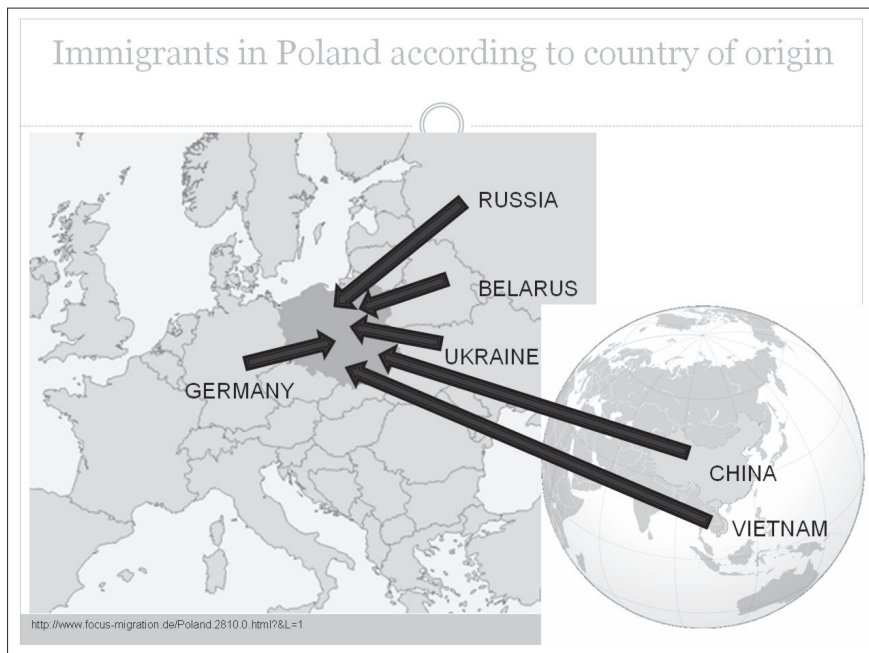 Immigrants in Poland according to country of origin
RUSSIA
BELARUS
UKRAINE
GERMANY
CHINA
VIETNAM
http://www.focus-migration.de/Poland.2810.0.html?&L=1